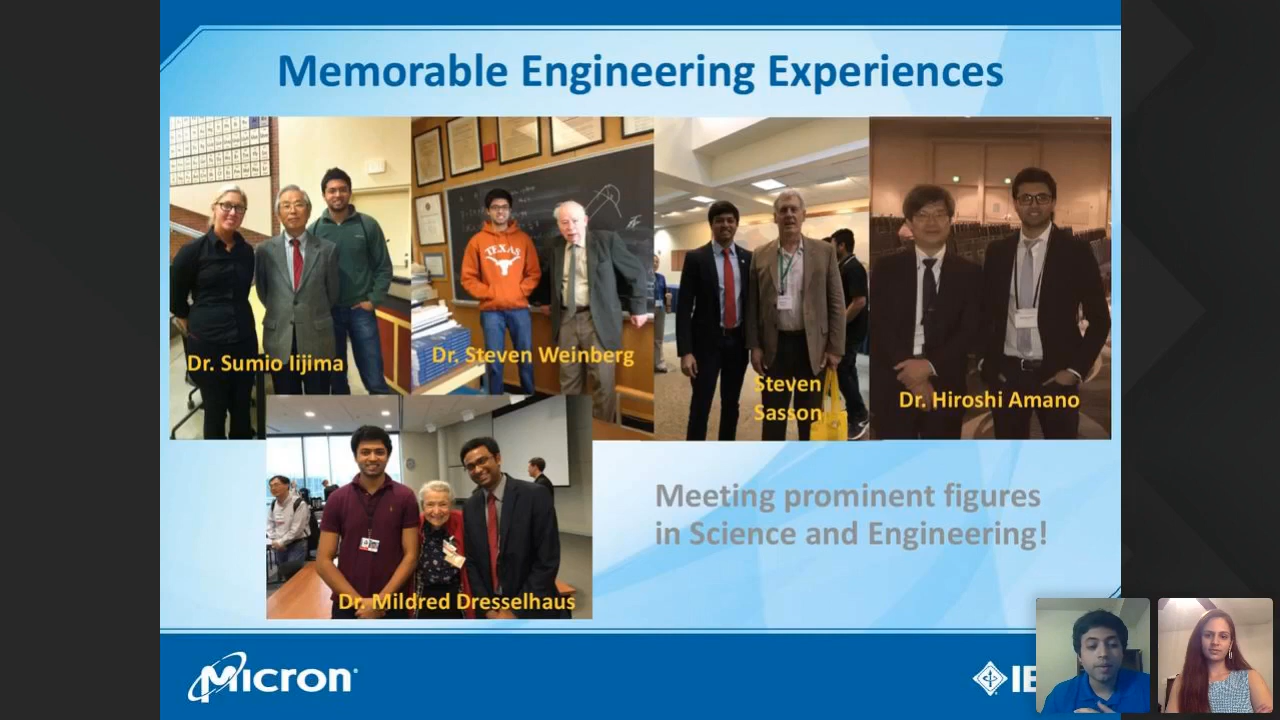 Memorable Engineering Experiences
TEXAS
Dr. Sumio Iijima
Dr. Steven Weinberg
Steven
Sasson
Dr. Hiroshi Amano
Meeting prominent figures
in Science and Engineering!
Dr. Mildred Dresselhaus
Micron